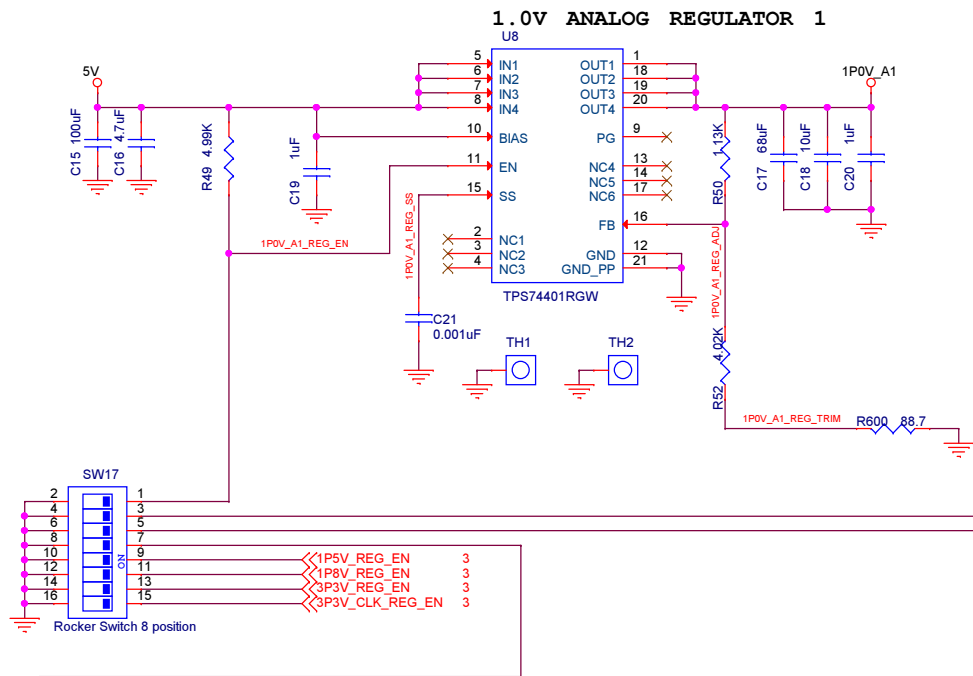 1.0V ANALOG REGULATOR 1
U8
5V
1P0V_A1
5 IN1 OUT1 1
6 IN2 OUT2 18
7 IN3 OUT3 19
8 IN4 OUT4 20
10 BIAS PG 9
11 EN NC4 13
NC5 14
15 SS NC6 17
FB 16
2 NC1
3 NC2 GND 12
4 NC3 GND_PP 21
TPS74401RGW
C15 100uF
C16 4.7uF
R49 4.99K
C19 1uF
1P0V_A1_REG_EN
1P0V_A1_REG_SS
C21
0.001uF
R50 1.13K
C17 68uF
C18 10uF
C20 1uF
1P0V_A1_REG_ADJ
R52 4.02K
TH1
TH2
1P0V_A1_REG_TRIM
R600 88.7
SW17
2 1
4 3
6 5
8 7
10 9 1P5V_REG_EN 3
12 11 1P8V_REG_EN 3
14 13 3P3V_REG_EN 3
16 15 3P3V_CLK_REG_EN 3
ON
Rocker Switch 8 position